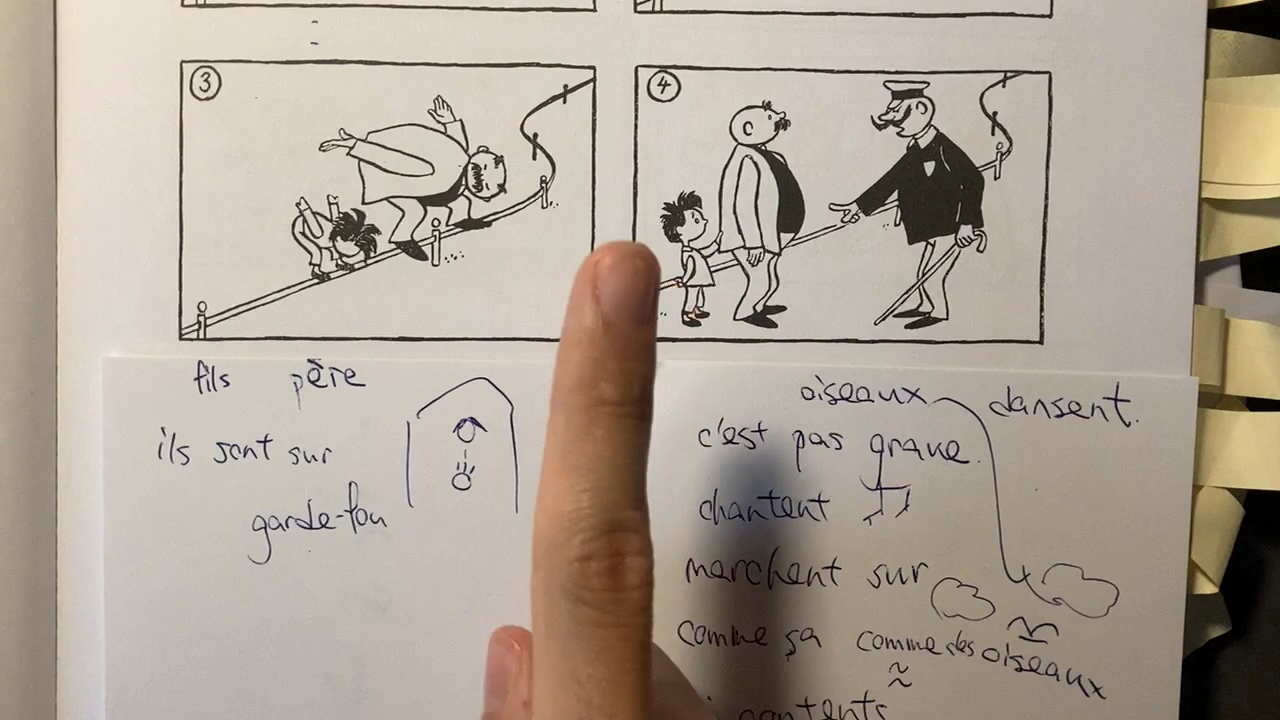 3
4
fils père
ils sont sur
garde-fou
oiseaux dansent.
c'est pas grave.
chantent
marchent sur
comme ça comme des oiseaux
contents